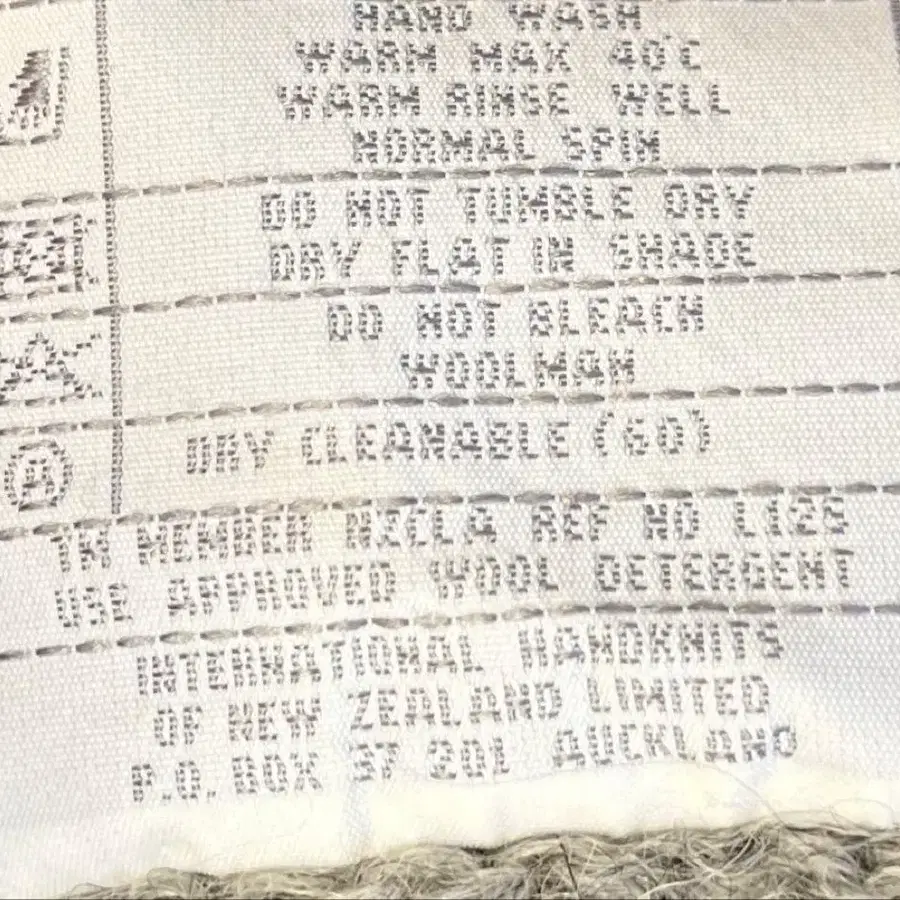 HAND WASH
WARM MAX 40°C
WARM RINSE WELL
NORMAL SPIN
DO NOT TUMBLE DRY
DRY FLAT IN SHADE
DO NOT BLEACH
WOOLMAN
A
DRY CLEANABLE (60)
TM MEMBER NZCLA REF NO L126
USE APPROVED WOOL DETERGENT
INTERNATIONAL HANDKNITS
OF NEW ZEALAND LIMITED
P.O. BOX 37 201 AUCKLAND